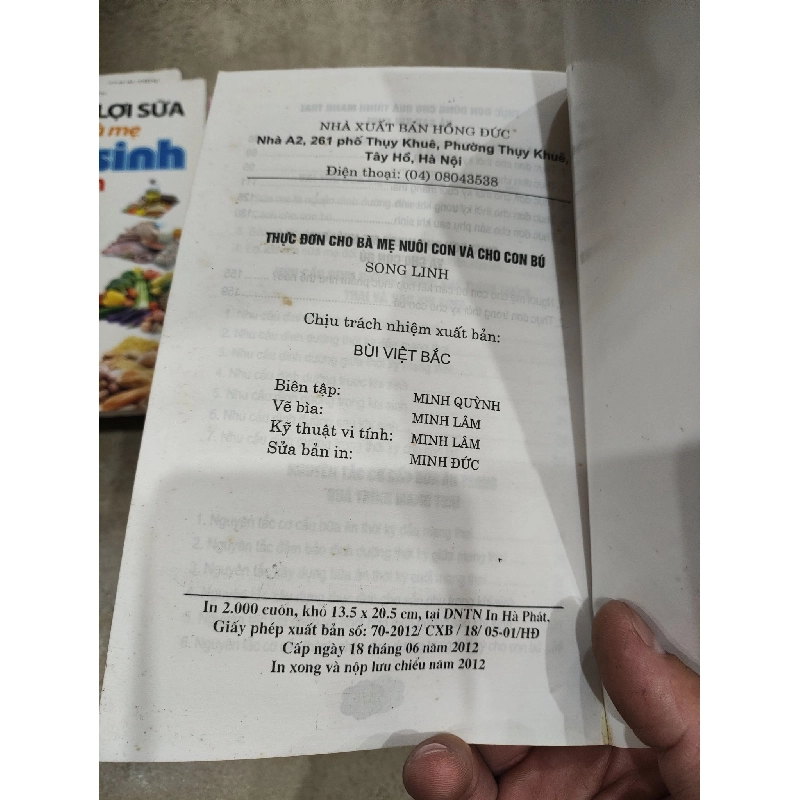 LỢI SỮA
mẹ
sinh
NHÀ XUẤT BẢN HỒNG ĐỨC
Nhà A2, 261 phố Thụy Khuê, Phường Thụy Khuê,
Tây Hồ, Hà Nội
Điện thoại: (04) 08043538
THỰC ĐƠN CHO BÀ MẸ NUÔI CON VÀ CHO CON BÚ
SONG LINH
Chịu trách nhiệm xuất bản:
BÙI VIỆT BẮC
Biên tập: MINH QUỲNH
Vẽ bìa: MINH LÂM
Kỹ thuật vi tính: MINH LÂM
Sửa bản in: MINH ĐỨC
In 2.000 cuốn, khổ 13.5 x 20.5 cm, tại DNTN In Hà Phát.
Giấy phép xuất bản số: 70-2012/ CXB / 18/ 05-01/HĐ
Cấp ngày 18 tháng 06 năm 2012
In xong và nộp lưu chiểu năm 2012